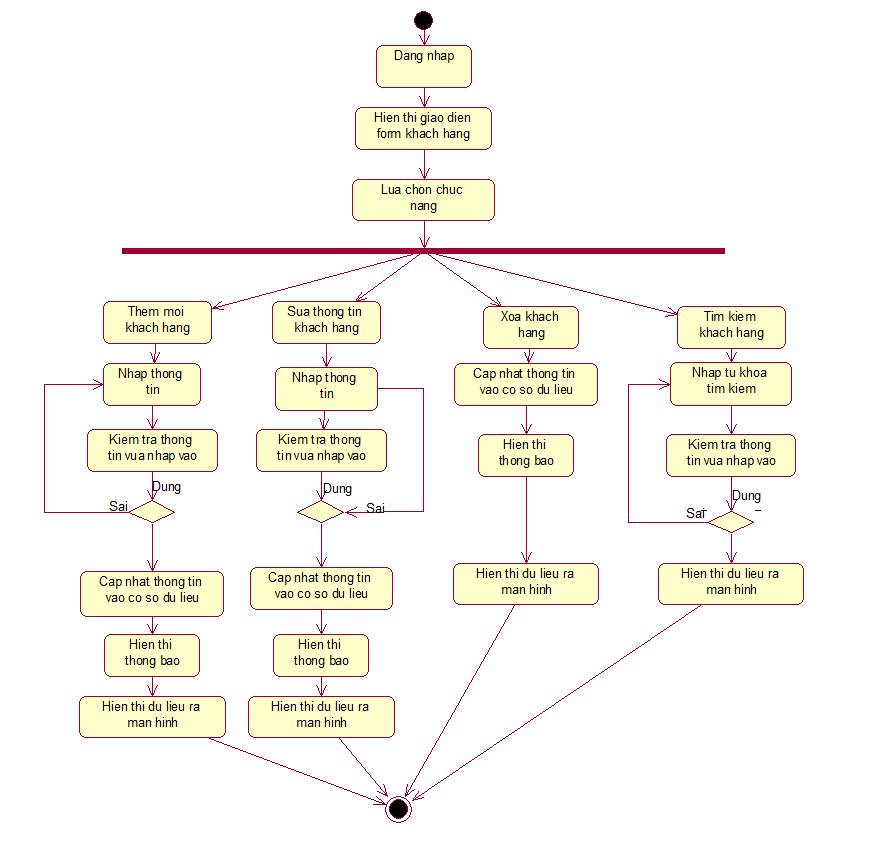 Dang nhap
Hien thi giao dien
form khach hang
Lua chon chuc
nang
Them moi
khach hang
Sua thong tin
khach hang
Xoa khach
hang
Tim kiem
khach hang
Nhap thong
tin
Nhap thong
tin
Cap nhat thong tin
vao co so du lieu
Nhap tu khoa
tim kiem
Kiem tra thong
tin vua nhap vao
Kiem tra thong
tin vua nhap vao
Hien thi
thong bao
Kiem tra thong
tin vua nhap vao
Dung
Sai
Dung
Sai
Dung
Sai
Cap nhat thong tin
vao co so du lieu
Cap nhat thong tin
vao co so du lieu
Hien thi du lieu ra
man hinh
Hien thi du lieu ra
man hinh
Hien thi
thong bao
Hien thi
thong bao
Hien thi du lieu ra
man hinh
Hien thi du lieu ra
man hinh